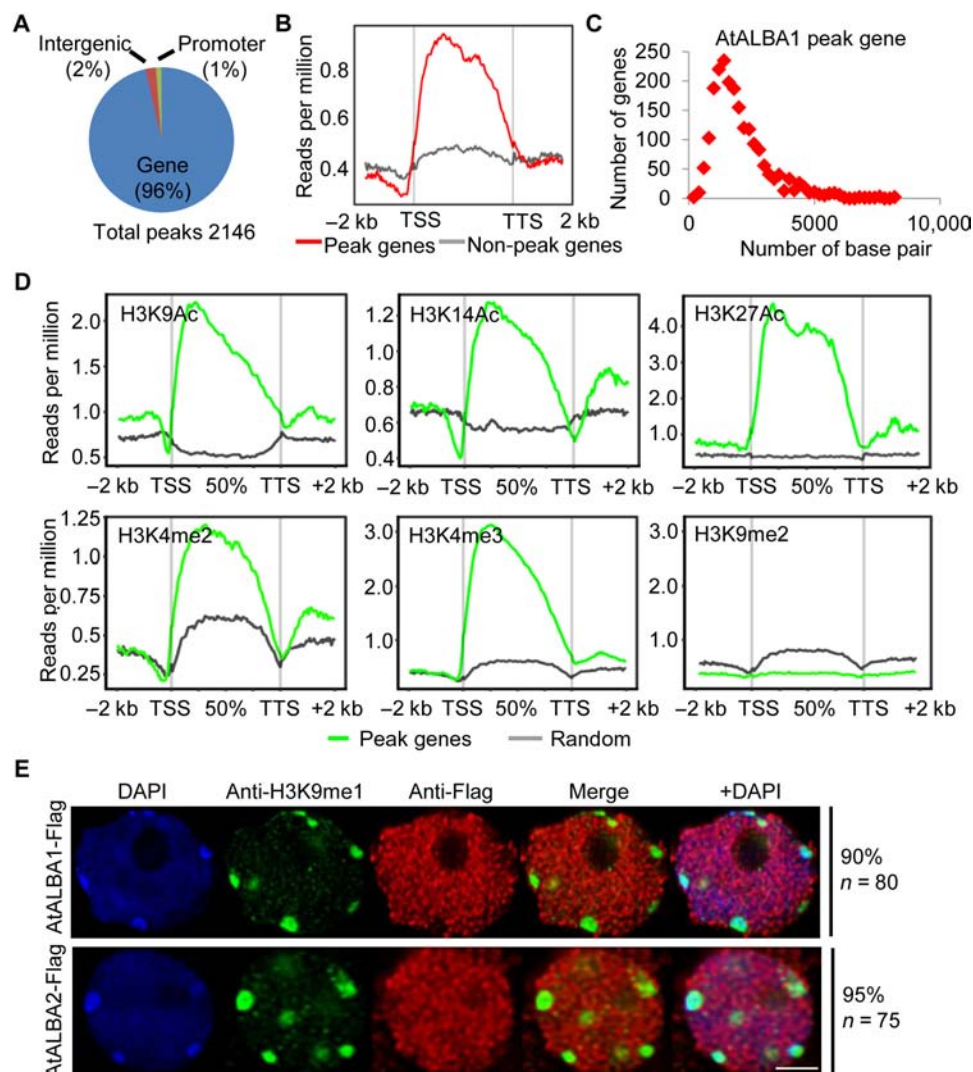 A
Intergenic
(2%)
Promoter
(1%)
Gene
(96%)
Total peaks 2146
B
Reads per million
0.8
0.6
0.4
−2 kb TSS TTS 2 kb
Peak genes Non-peak genes
C
AtALBA1 peak gene
Number of genes
250
200
150
100
50
0
0 5000 10,000
Number of base pair
D
Reads per million
H3K9Ac
2.0
1.5
1.0
0.5
−2 kb TSS 50% TTS +2 kb
H3K14Ac
1.2
1.0
0.8
0.6
0.4
−2 kb TSS 50% TTS +2 kb
H3K27Ac
4.0
3.0
2.0
1.0
−2 kb TSS 50% TTS +2 kb
Reads per million
H3K4me2
1.25
1.0
0.75
0.5
0.25
−2 kb TSS 50% TTS +2 kb
H3K4me3
3.0
2.0
1.0
−2 kb TSS 50% TTS +2 kb
H3K9me2
3.0
2.0
1.0
−2 kb TSS 50% TTS +2 kb
Peak genes Random
E
DAPI Anti-H3K9me1 Anti-Flag Merge +DAPI
AtALBA1-Flag
90%
n = 80
AtALBA2-Flag
95%
n = 75